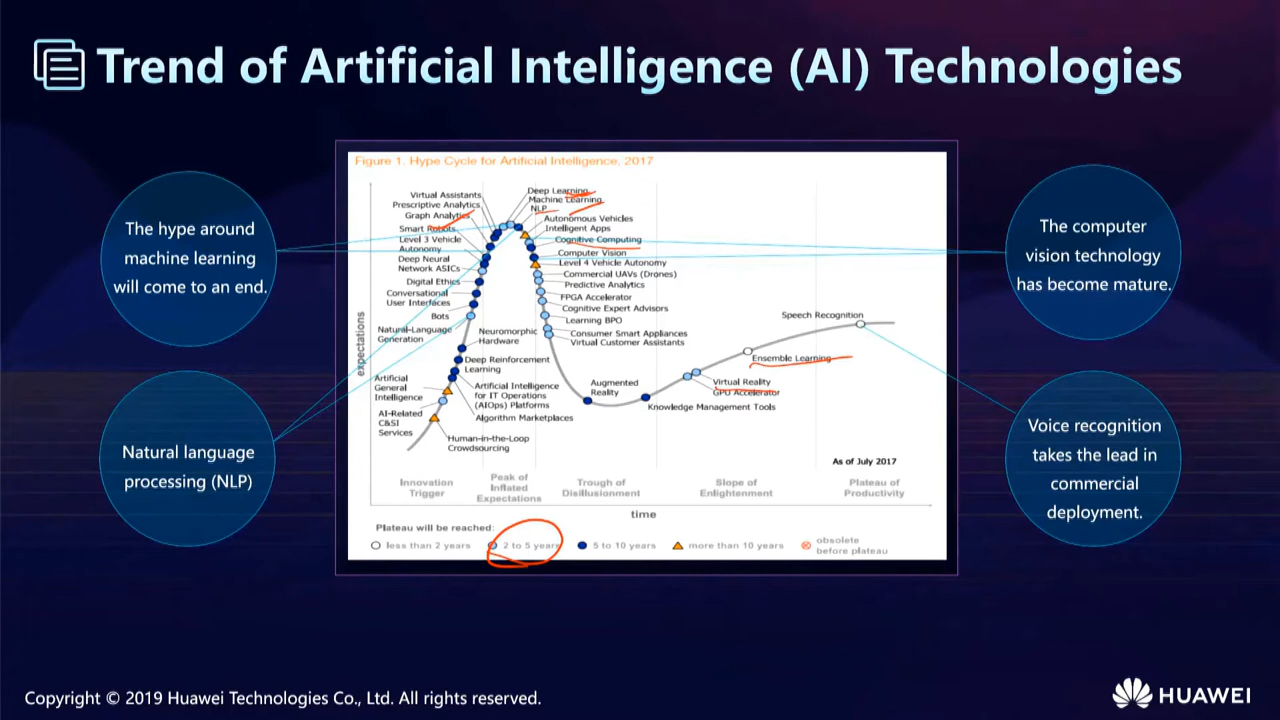 Trend of Artificial Intelligence (AI) Technologies
The hype around
machine learning
will come to an end.
Natural language
processing (NLP)
Figure 1. Hype Cycle for Artificial Intelligence, 2017
expectations
Virtual Assistants
Prescriptive Analytics
Graph Analytics
Smart Robots
Level 3 Vehicle
Autonomy
Deep Neural
Network ASICs
Digital Ethics
Conversational
User Interfaces
Bots
Natural-Language
Generation
Neuromorphic
Hardware
Deep Reinforcement
Learning
Artificial
General
Intelligence
Artificial Intelligence
for IT Operations
(AIOps) Platforms
AI-Related
C&SI
Services
Algorithm Marketplaces
Human-in-the-Loop
Crowdsourcing
Deep Learning
Machine Learning
NLP
Autonomous Vehicles
Intelligent Apps
Cognitive Computing
Computer Vision
Level 4 Vehicle Autonomy
Commercial UAVs (Drones)
Predictive Analytics
FPGA Accelerator
Cognitive Expert Advisors
Learning BPO
Consumer Smart Appliances
Virtual Customer Assistants
Augmented
Reality
Knowledge Management Tools
Virtual Reality
GPU Accelerator
Ensemble Learning
Speech Recognition
As of July 2017
Innovation
Trigger
Peak of
Inflated
Expectations
Trough of
Disillusionment
Slope of
Enlightenment
Plateau of
Productivity
time
Plateau will be reached:
less than 2 years
2 to 5 years
5 to 10 years
more than 10 years
obsolete
before plateau
The computer
vision technology
has become mature.
Voice recognition
takes the lead in
commercial
deployment.
Copyright © 2019 Huawei Technologies Co., Ltd. All rights reserved.
HUAWEI